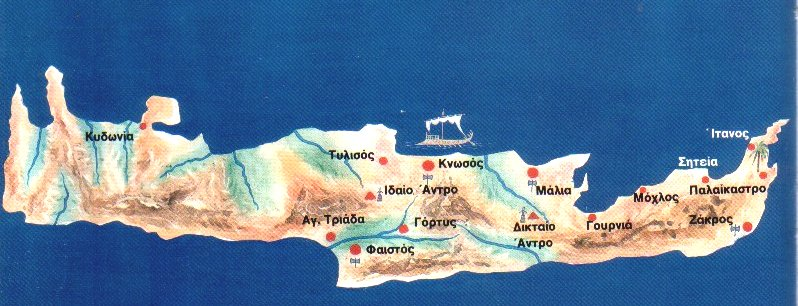 Κυδωνία
Ίτανος
Τυλισός
Κνωσός
Σητεία
Ιδαίο Άντρο
Μάλια
Μόχλος
Παλαίκαστρο
Αγ. Τριάδα
Γόρτυς
Δικταίο
Άντρο
Γουρνιά
Ζάκρος
Φαιστός